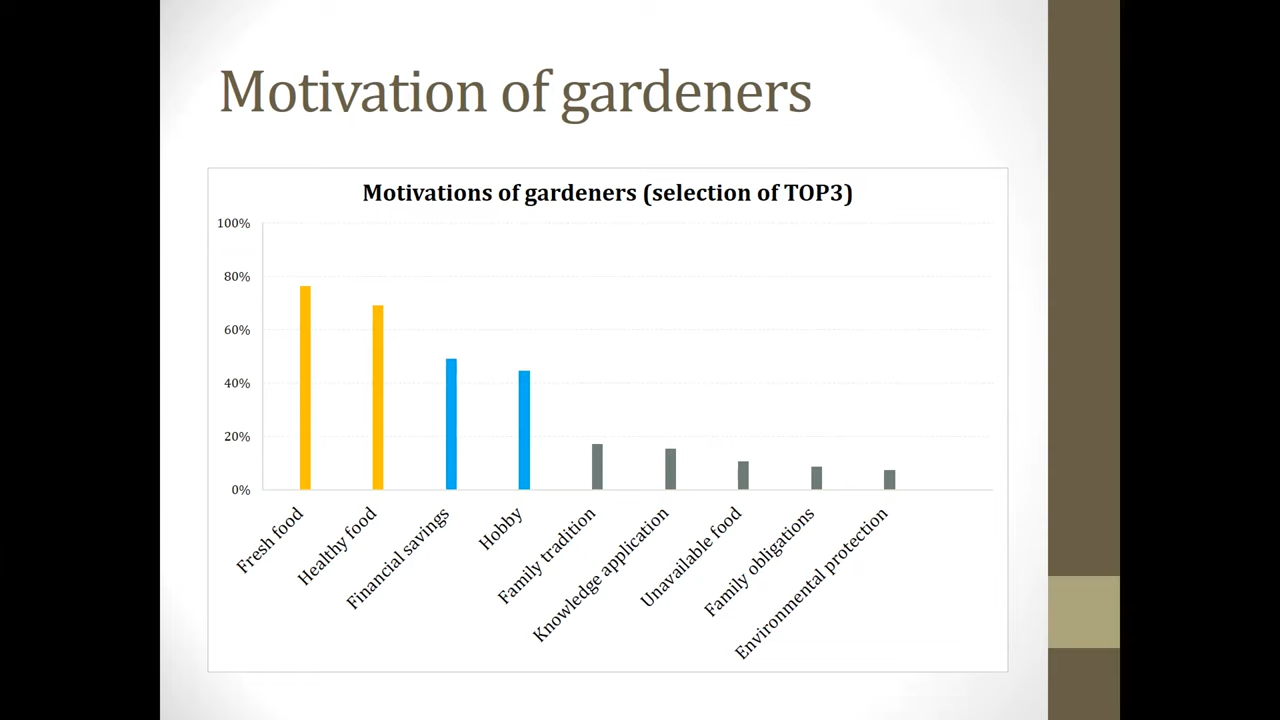 Motivation of gardeners
Motivations of gardeners (selection of TOP3)
100%
80%
60%
40%
20%
0%
Fresh food
Healthy food
Financial savings
Hobby
Family tradition
Knowledge application
Unavailable food
Family obligations
Environmental protection